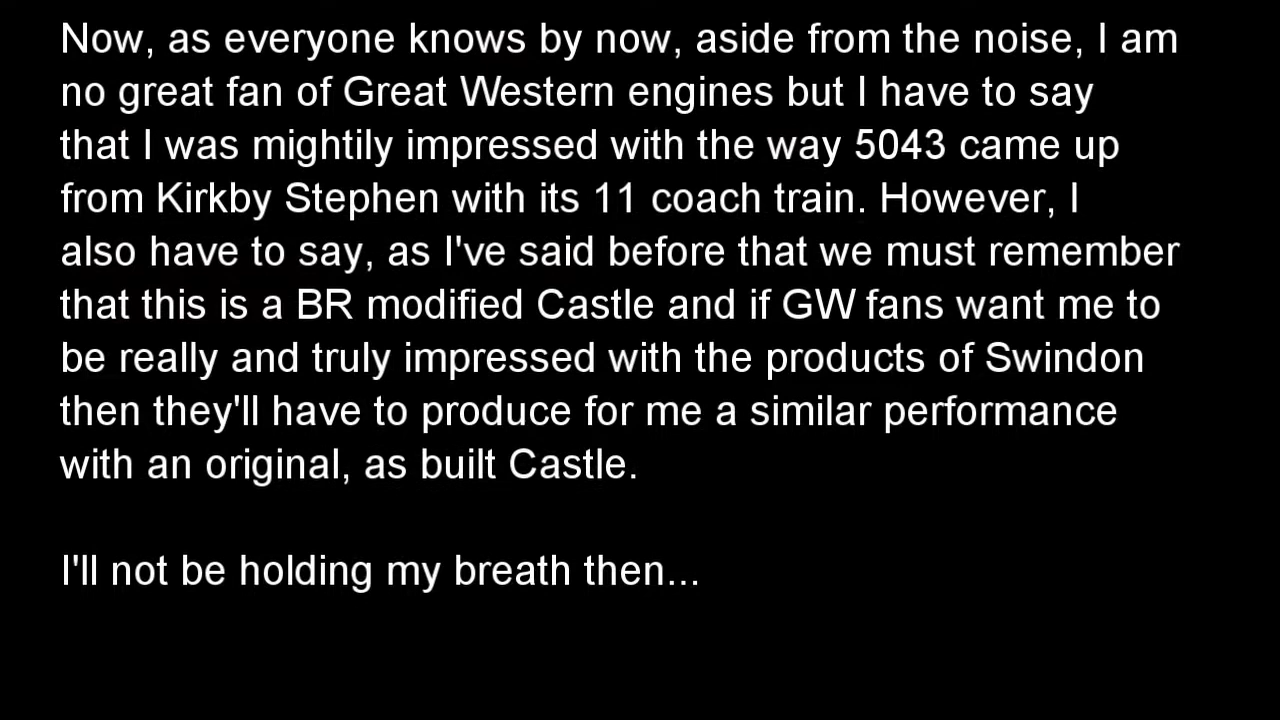 Now, as everyone knows by now, aside from the noise, I am
no great fan of Great Western engines but I have to say
that I was mightily impressed with the way 5043 came up
from Kirkby Stephen with its 11 coach train. However, I
also have to say, as I've said before that we must remember
that this is a BR modified Castle and if GW fans want me to
be really and truly impressed with the products of Swindon
then they'll have to produce for me a similar performance
with an original, as built Castle.
I'll not be holding my breath then...